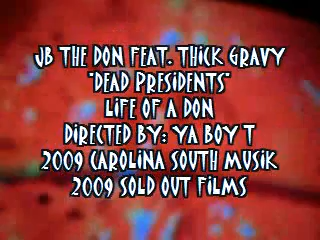 JB THE DON FEAT. THICK GRAVY
"DEAD PRESIDENTS"
LIFE OF A DON
DIRECTED BY: YA BOY T
2009 CAROLINA SOUTH MUSIK
2009 SOLD OUT FILMS